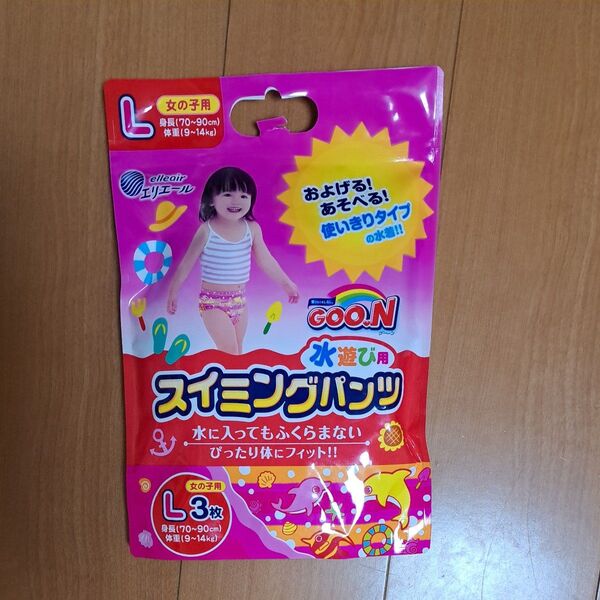 L
女の子用
身長(70~90cm)
体重(9~14kg)
elleair
エリエール
およげる!
あそべる!
使いきりタイプ
の水着!!
GOO.N
水遊び用
スイミングパンツ
水に入ってもふくらまない
ぴったり体にフィット!!
女の子用
L 3枚
身長(70~90cm)
体重(9~14kg)